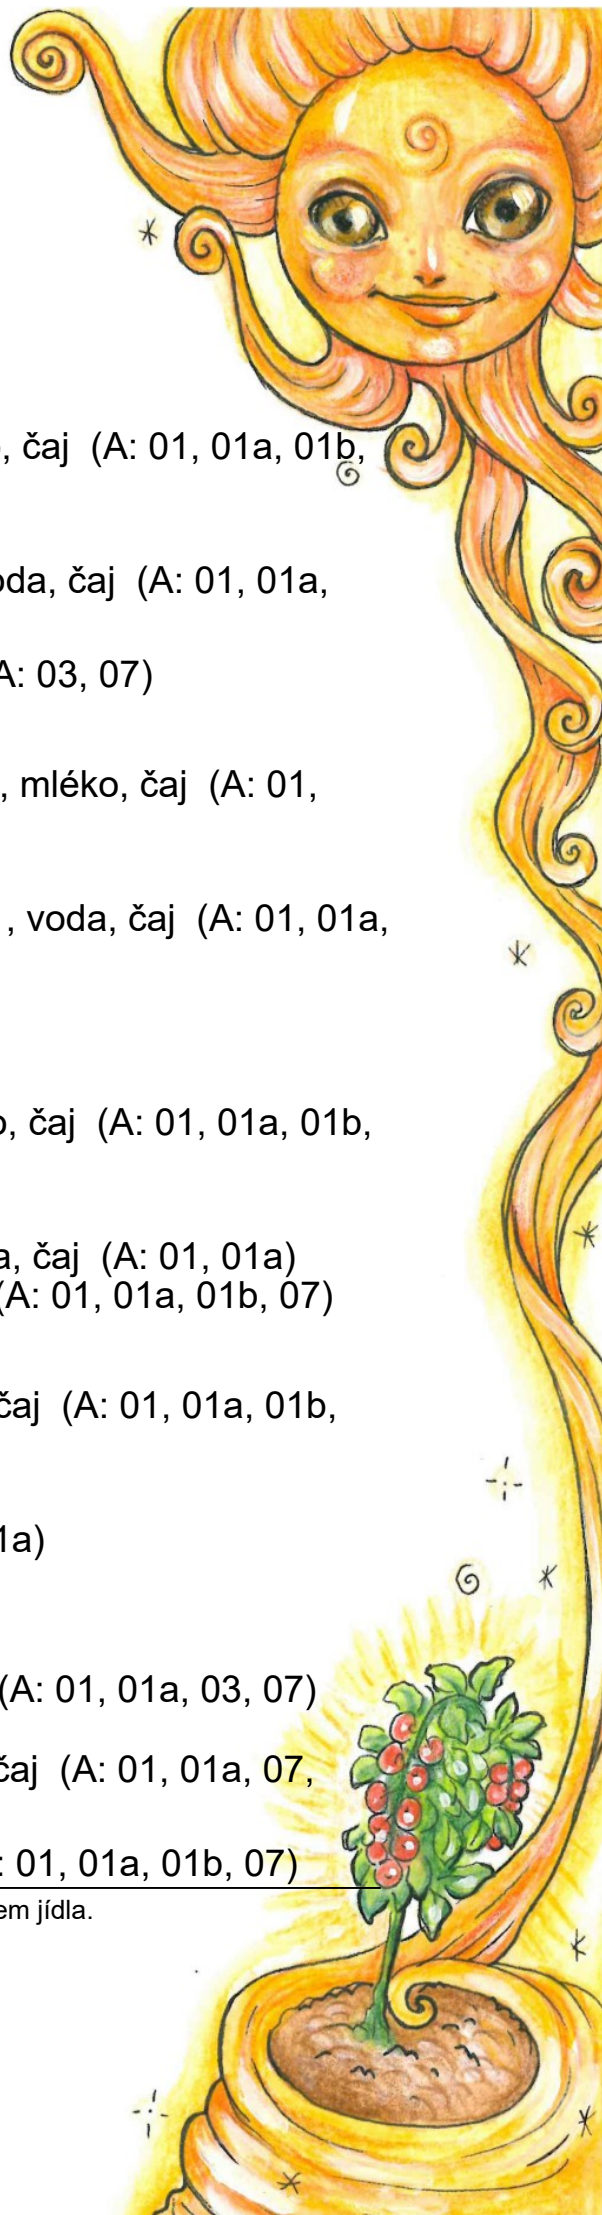 , čaj (A: 01, 01a, 01b,
da, čaj (A: 01, 01a,
A: 03, 07)
, mléko, čaj (A: 01,
, voda, čaj (A: 01, 01a,
, čaj (A: 01, 01a, 01b,
a, čaj (A: 01, 01a)
(A: 01, 01a, 01b, 07)
čaj (A: 01, 01a, 01b,
1a)
(A: 01, 01a, 03, 07)
čaj (A: 01, 01a, 07,
: 01, 01a, 01b, 07)
em jídla.